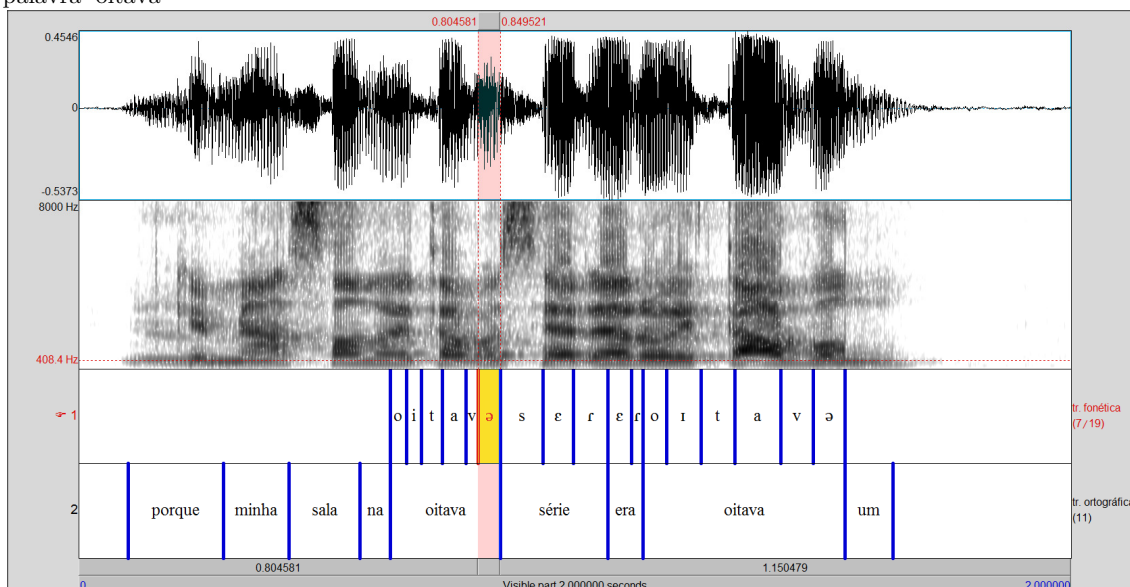 palavra "oitava"
0.804581 0.849521
0.4546
0
-0.5373
8000 Hz
408.4 Hz
☞ 1
o i t a v ə s ɛ ɾ ɛ ɾ o ɪ t a v ə
tr. fonética
(7/19)
2
porque minha sala na oitava série era oitava um
tr. ortográfica
(11)
0.804581 1.150479
0 Visible part 2.000000 seconds 2.000000